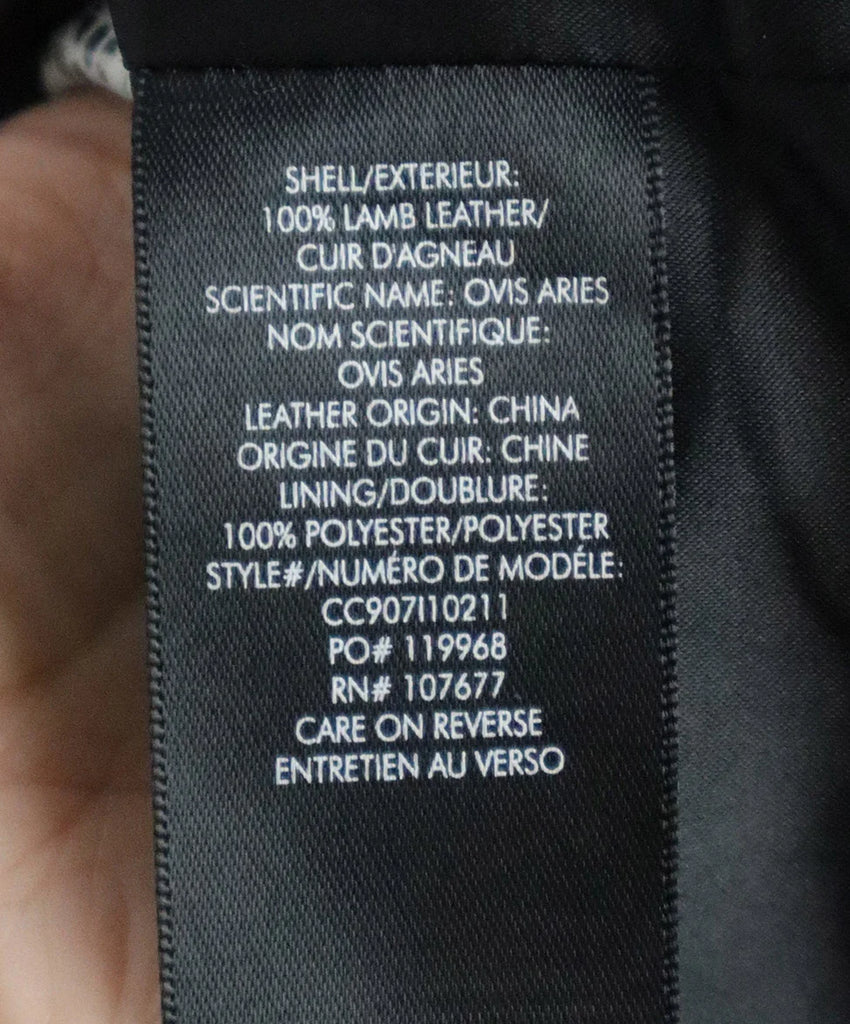 SHELL/EXTERIEUR:
100% LAMB LEATHER/
CUIR D'AGNEAU
SCIENTIFIC NAME: OVIS ARIES
NOM SCIENTIFIQUE:
OVIS ARIES
LEATHER ORIGIN: CHINA
ORIGINE DU CUIR: CHINE
LINING/DOUBLURE:
100% POLYESTER/POLYESTER
STYLE#/NUMÉRO DE MODÉLE:
CC907I10211
PO# 119968
RN# 107677
CARE ON REVERSE
ENTRETIEN AU VERSO